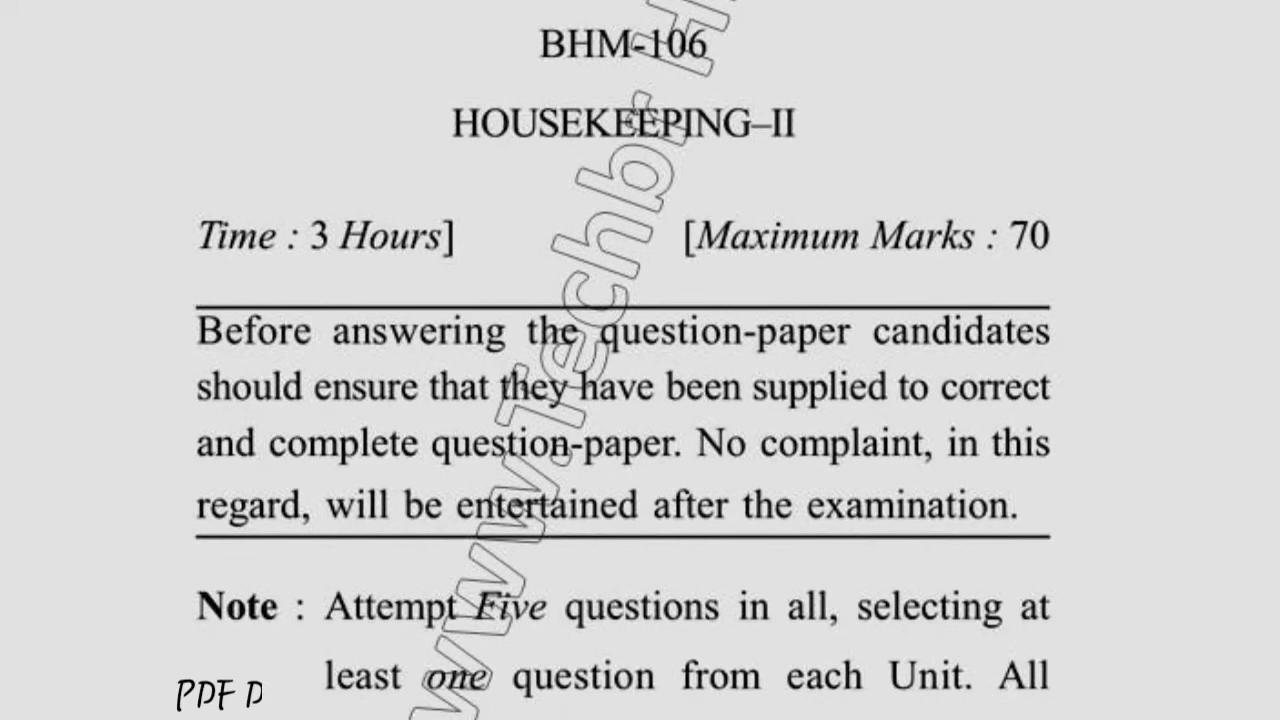 BHM-106
HOUSEKEEPING–II
Time : 3 Hours] [Maximum Marks : 70
Before answering the question-paper candidates
should ensure that they have been supplied to correct
and complete question-paper. No complaint, in this
regard, will be entertained after the examination.
Note : Attempt Five questions in all, selecting at
least one question from each Unit. All
PDF D
www.Techbr